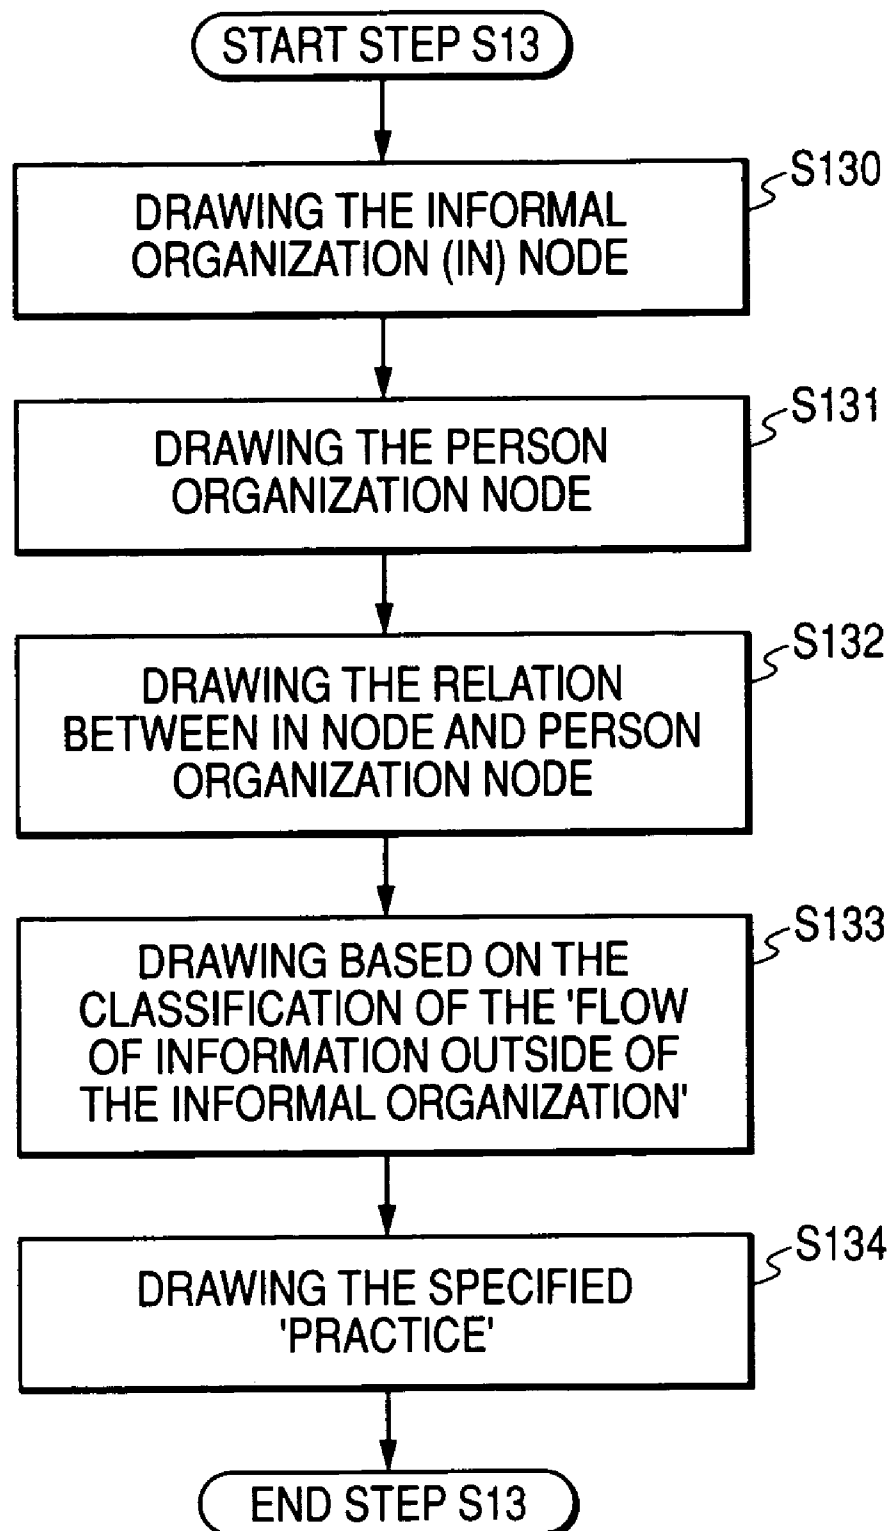 START STEP S13
S130
DRAWING THE INFORMAL
ORGANIZATION (IN) NODE
S131
DRAWING THE PERSON
ORGANIZATION NODE
S132
DRAWING THE RELATION
BETWEEN IN NODE AND PERSON
ORGANIZATION NODE
S133
DRAWING BASED ON THE
CLASSIFICATION OF THE 'FLOW
OF INFORMATION OUTSIDE OF
THE INFORMAL ORGANIZATION'
S134
DRAWING THE SPECIFIED
'PRACTICE'
END STEP S13